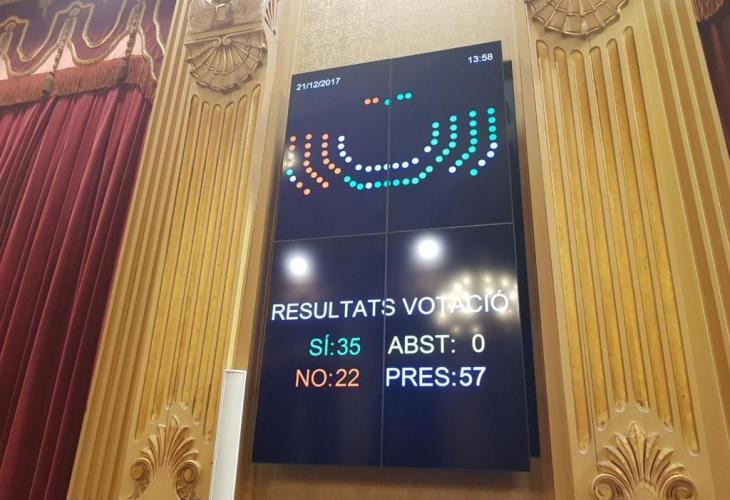 21/12/2017 13:58
RESULTATS VOTACIÓ
SÍ:35 ABST: 0
NO:22 PRES:57